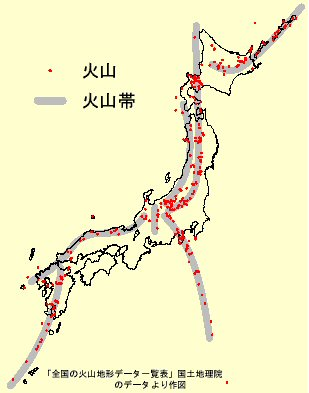 火山
火山帯
「全国の火山地形データ一覧表」国土地理院
のデータより作図